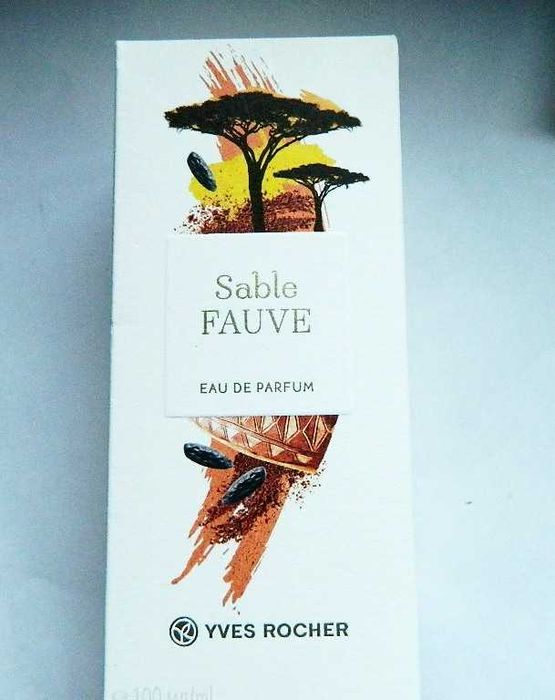 Sable
FAUVE
EAU DE PARFUM
YVES ROCHER